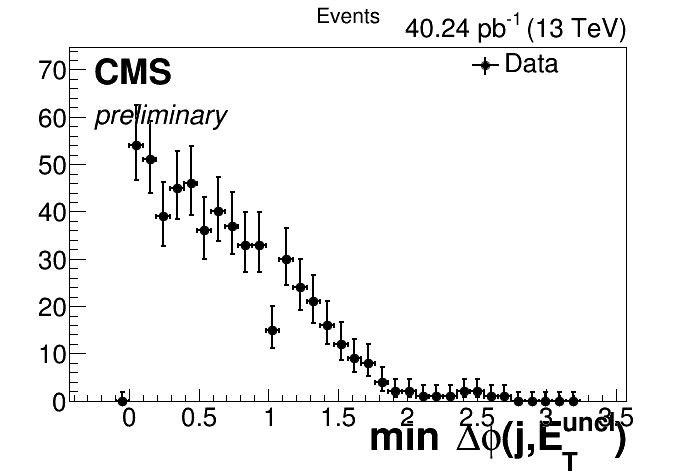 Events
40.24 pb-1 (13 TeV)
CMS
preliminary
Data
70
60
50
40
30
20
10
0
0 0.5 1 1.5 2 2.5 3 3.5
min Δϕ(j,E_T^uncl)